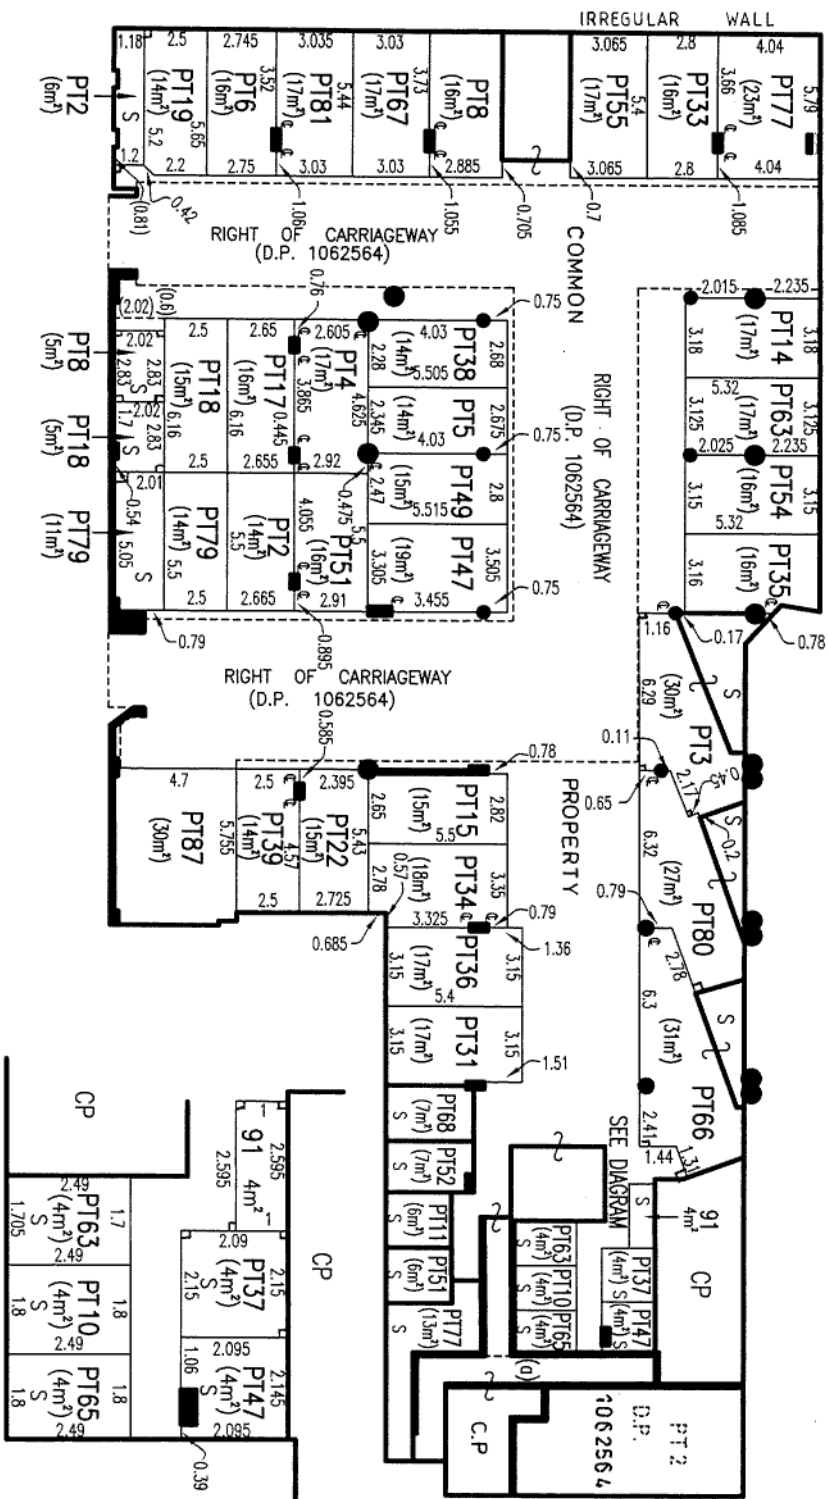 IRREGULAR WALL
1.18
2.5
2.745
3.035
3.03
3.065
2.8
4.04
PT2
(6m²)
S
5.2
1.2
PT19
(14m²)
5.65
2.2
PT6
(16m²)
2.75
3.52
PT81
(17m²)
3.03
5.44
PT67
(17m²)
3.03
3.73
PT8
(16m²)
2.885
PT55
(17m²)
5.4
3.065
PT33
(16m²)
2.8
3.66
PT77
(23m²)
5.79
4.04
(0.81)
0.42
1.06
1.055
0.705
0.7
1.085
RIGHT OF CARRIAGEWAY
(D.P. 1062564)
COMMON
RIGHT OF CARRIAGEWAY
(D.P. 1062564)
(2.02)
(0.6)
0.76
0.75
2.015
2.235
PT8
(5m²)
2.02
2.83
2.83
S
PT18
(5m²)
1.7
2.02
2.83
S
PT79
(11m²)
2.01
0.54
5.05
S
2.5
PT18
(15m²)
6.16
2.5
PT79
(14m²)
5.5
2.5
2.65
PT17
(16m²)
6.16
0.445
2.655
PT2
(14m²)
5.5
2.665
2.605
PT4
(17m²)
3.865
4.625
2.92
4.055
PT51
(16m²)
5.5
2.91
0.475
4.03
PT38
(14m²)
2.28
2.68
5.505
PT5
(14m²)
2.345
2.675
4.03
0.75
PT49
(15m²)
2.47
2.8
5.515
PT47
(19m²)
3.305
3.505
3.455
0.75
0.79
0.895
PT14
(17m²)
3.18
3.18
5.32
PT63
(17m²)
3.125
3.125
2.025
2.235
PT54
(16m²)
3.15
3.15
5.32
PT35
(16m²)
3.16
1.16
0.17
0.78
RIGHT OF CARRIAGEWAY
(D.P. 1062564)
PT3
(30m²)
6.29
S
0.11
2.17
0.45
0.45
0.2
0.65
S
PT80
(27m²)
6.32
0.79
2.78
S
PT66
(31m²)
6.3
2.41
1.44
1.31
0.585
0.78
PROPERTY
4.7
PT87
(30m²)
5.755
2.5
PT39
(14m²)
4.57
2.5
2.395
PT22
(15m²)
5.43
2.725
0.685
0.57
PT15
(15m²)
2.65
2.82
5.5
PT34
(18m²)
2.78
3.35
3.325
0.79
1.36
PT36
(17m²)
3.15
3.15
5.4
PT31
(17m²)
3.15
3.15
1.51
PT68
(7m²)
S
PT52
(7m²)
S
PT11
(6m²)
S
PT51
(6m²)
S
PT77
(13m²)
S
SEE DIAGRAM
91
4m²
S
CP
PT37
(4m²) S
PT47
(4m²) S
PT63
(4m²)
S
PT10
(4m²)
S
PT65
(4m²)
S
(a)
C.P
PT 2
D.P.
1062564
CP
CP
91
4m²
2.595
2.595
2.09
PT37
(4m²)
S
2.15
2.15
2.095
PT47
(4m²)
S
1.06
2.145
2.095
0.39
2.49
PT63
(4m²)
S
1.705
1.7
2.49
PT10
(4m²)
S
1.8
1.8
2.49
PT65
(4m²)
S
1.8
1.8
2.49